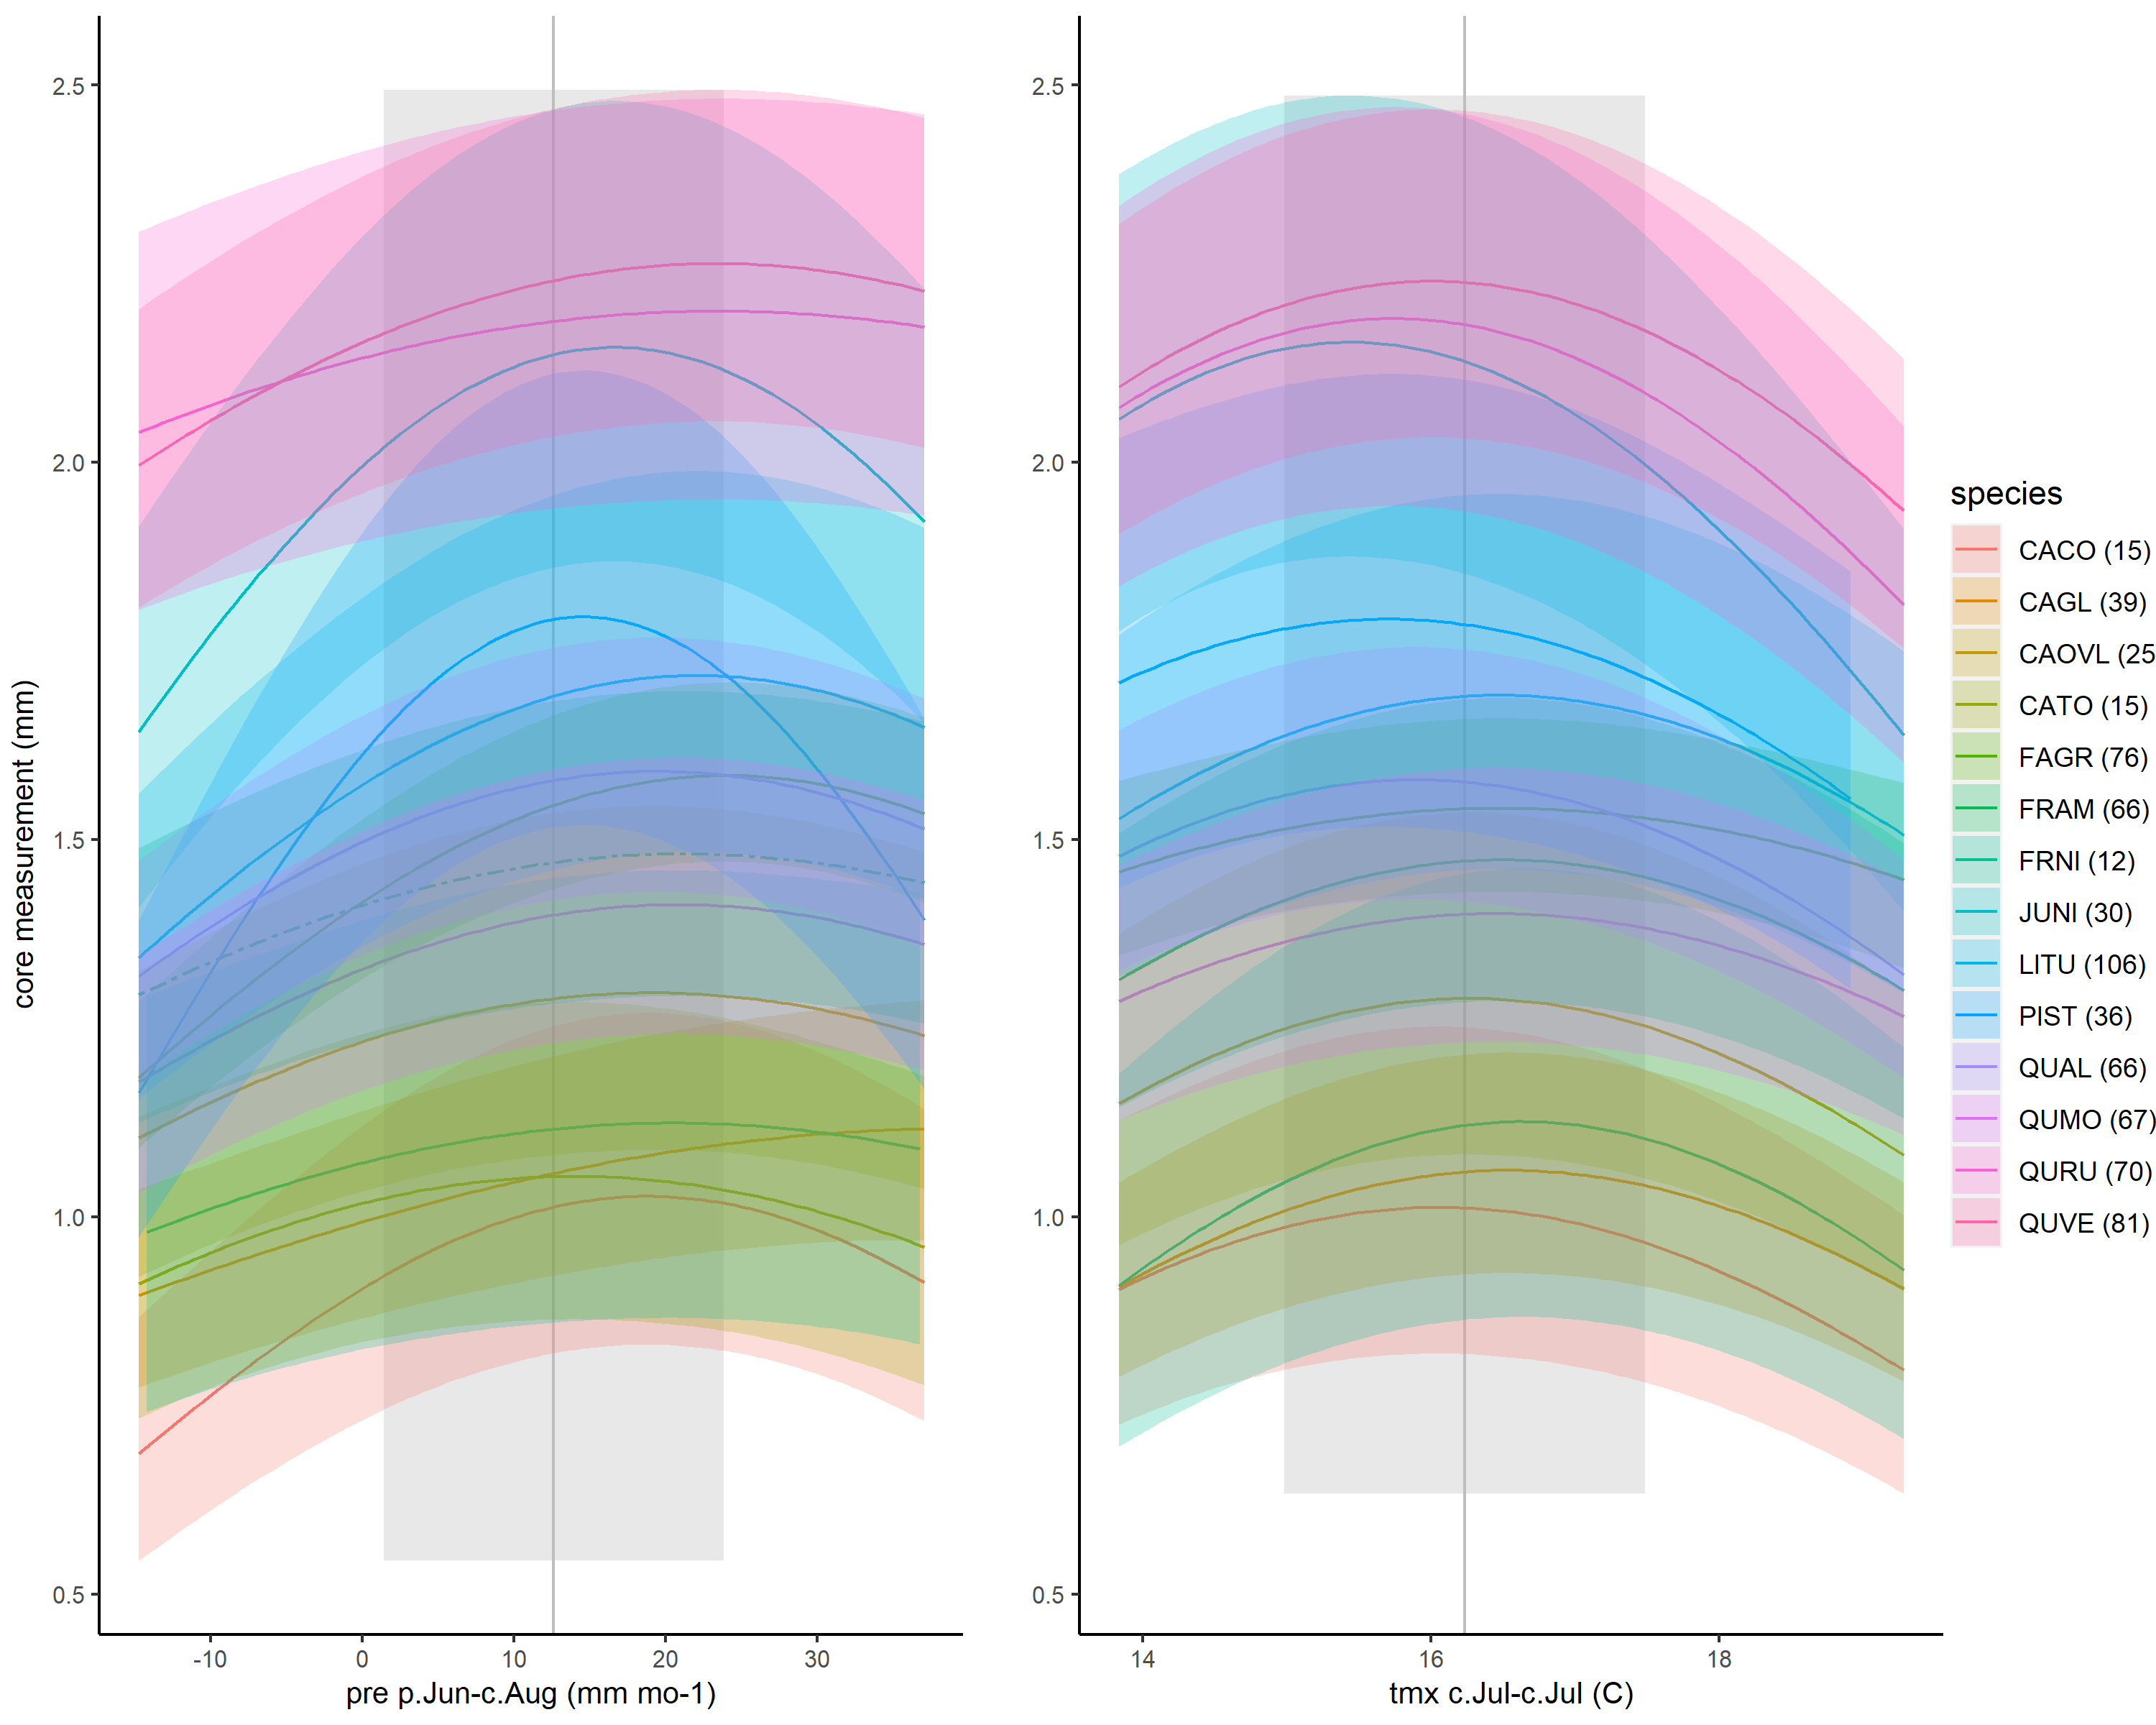 core measurement (mm)
2.5
2.0
1.5
1.0
0.5
-10 0 10 20 30
pre p.Jun-c.Aug (mm mo-1)
2.5
2.0
1.5
1.0
0.5
14 16 18
tmx c.Jul-c.Jul (C)
species
CACO (15)
CAGL (39)
CAOVL (25
CATO (15)
FAGR (76)
FRAM (66)
FRNI (12)
JUNI (30)
LITU (106)
PIST (36)
QUAL (66)
QUMO (67)
QURU (70)
QUVE (81)